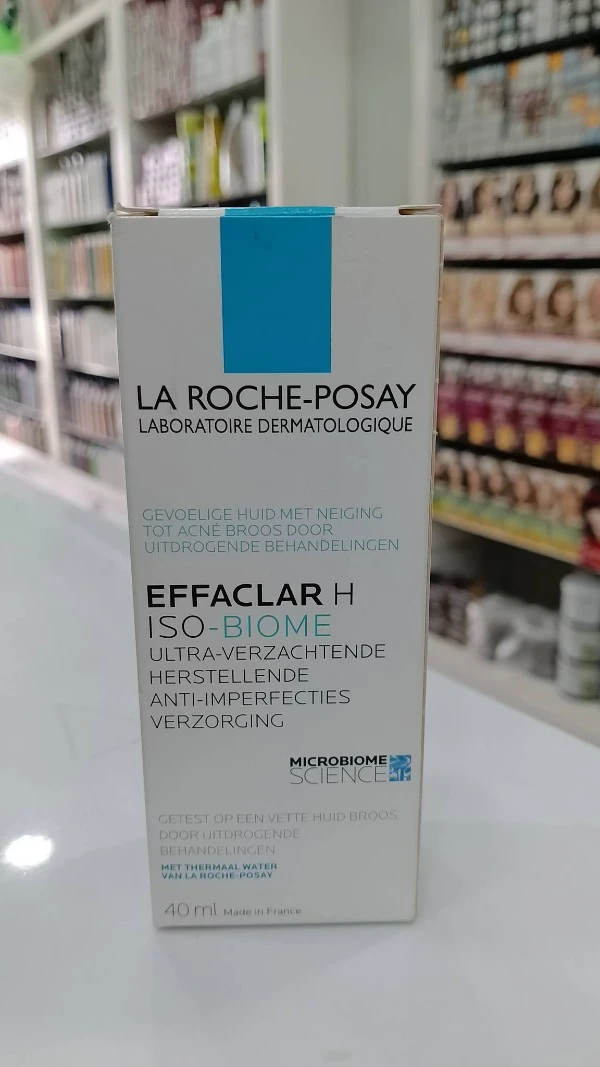 LA ROCHE-POSAY
LABORATOIRE DERMATOLOGIQUE
GEVOELIGE HUID MET NEIGING
TOT ACNÉ BROOS DOOR
UITDROGENDE BEHANDELINGEN
EFFACLAR H
ISO-BIOME
ULTRA-VERZACHTENDE
HERSTELLENDE
ANTI-IMPERFECTIES
VERZORGING
MICROBIOME
SCIENCE
GETEST OP EEN VETTE HUID BROOS
DOOR UITDROGENDE
BEHANDELINGEN
MET THERMAAL WATER
VAN LA ROCHE-POSAY
40 ml Made in France